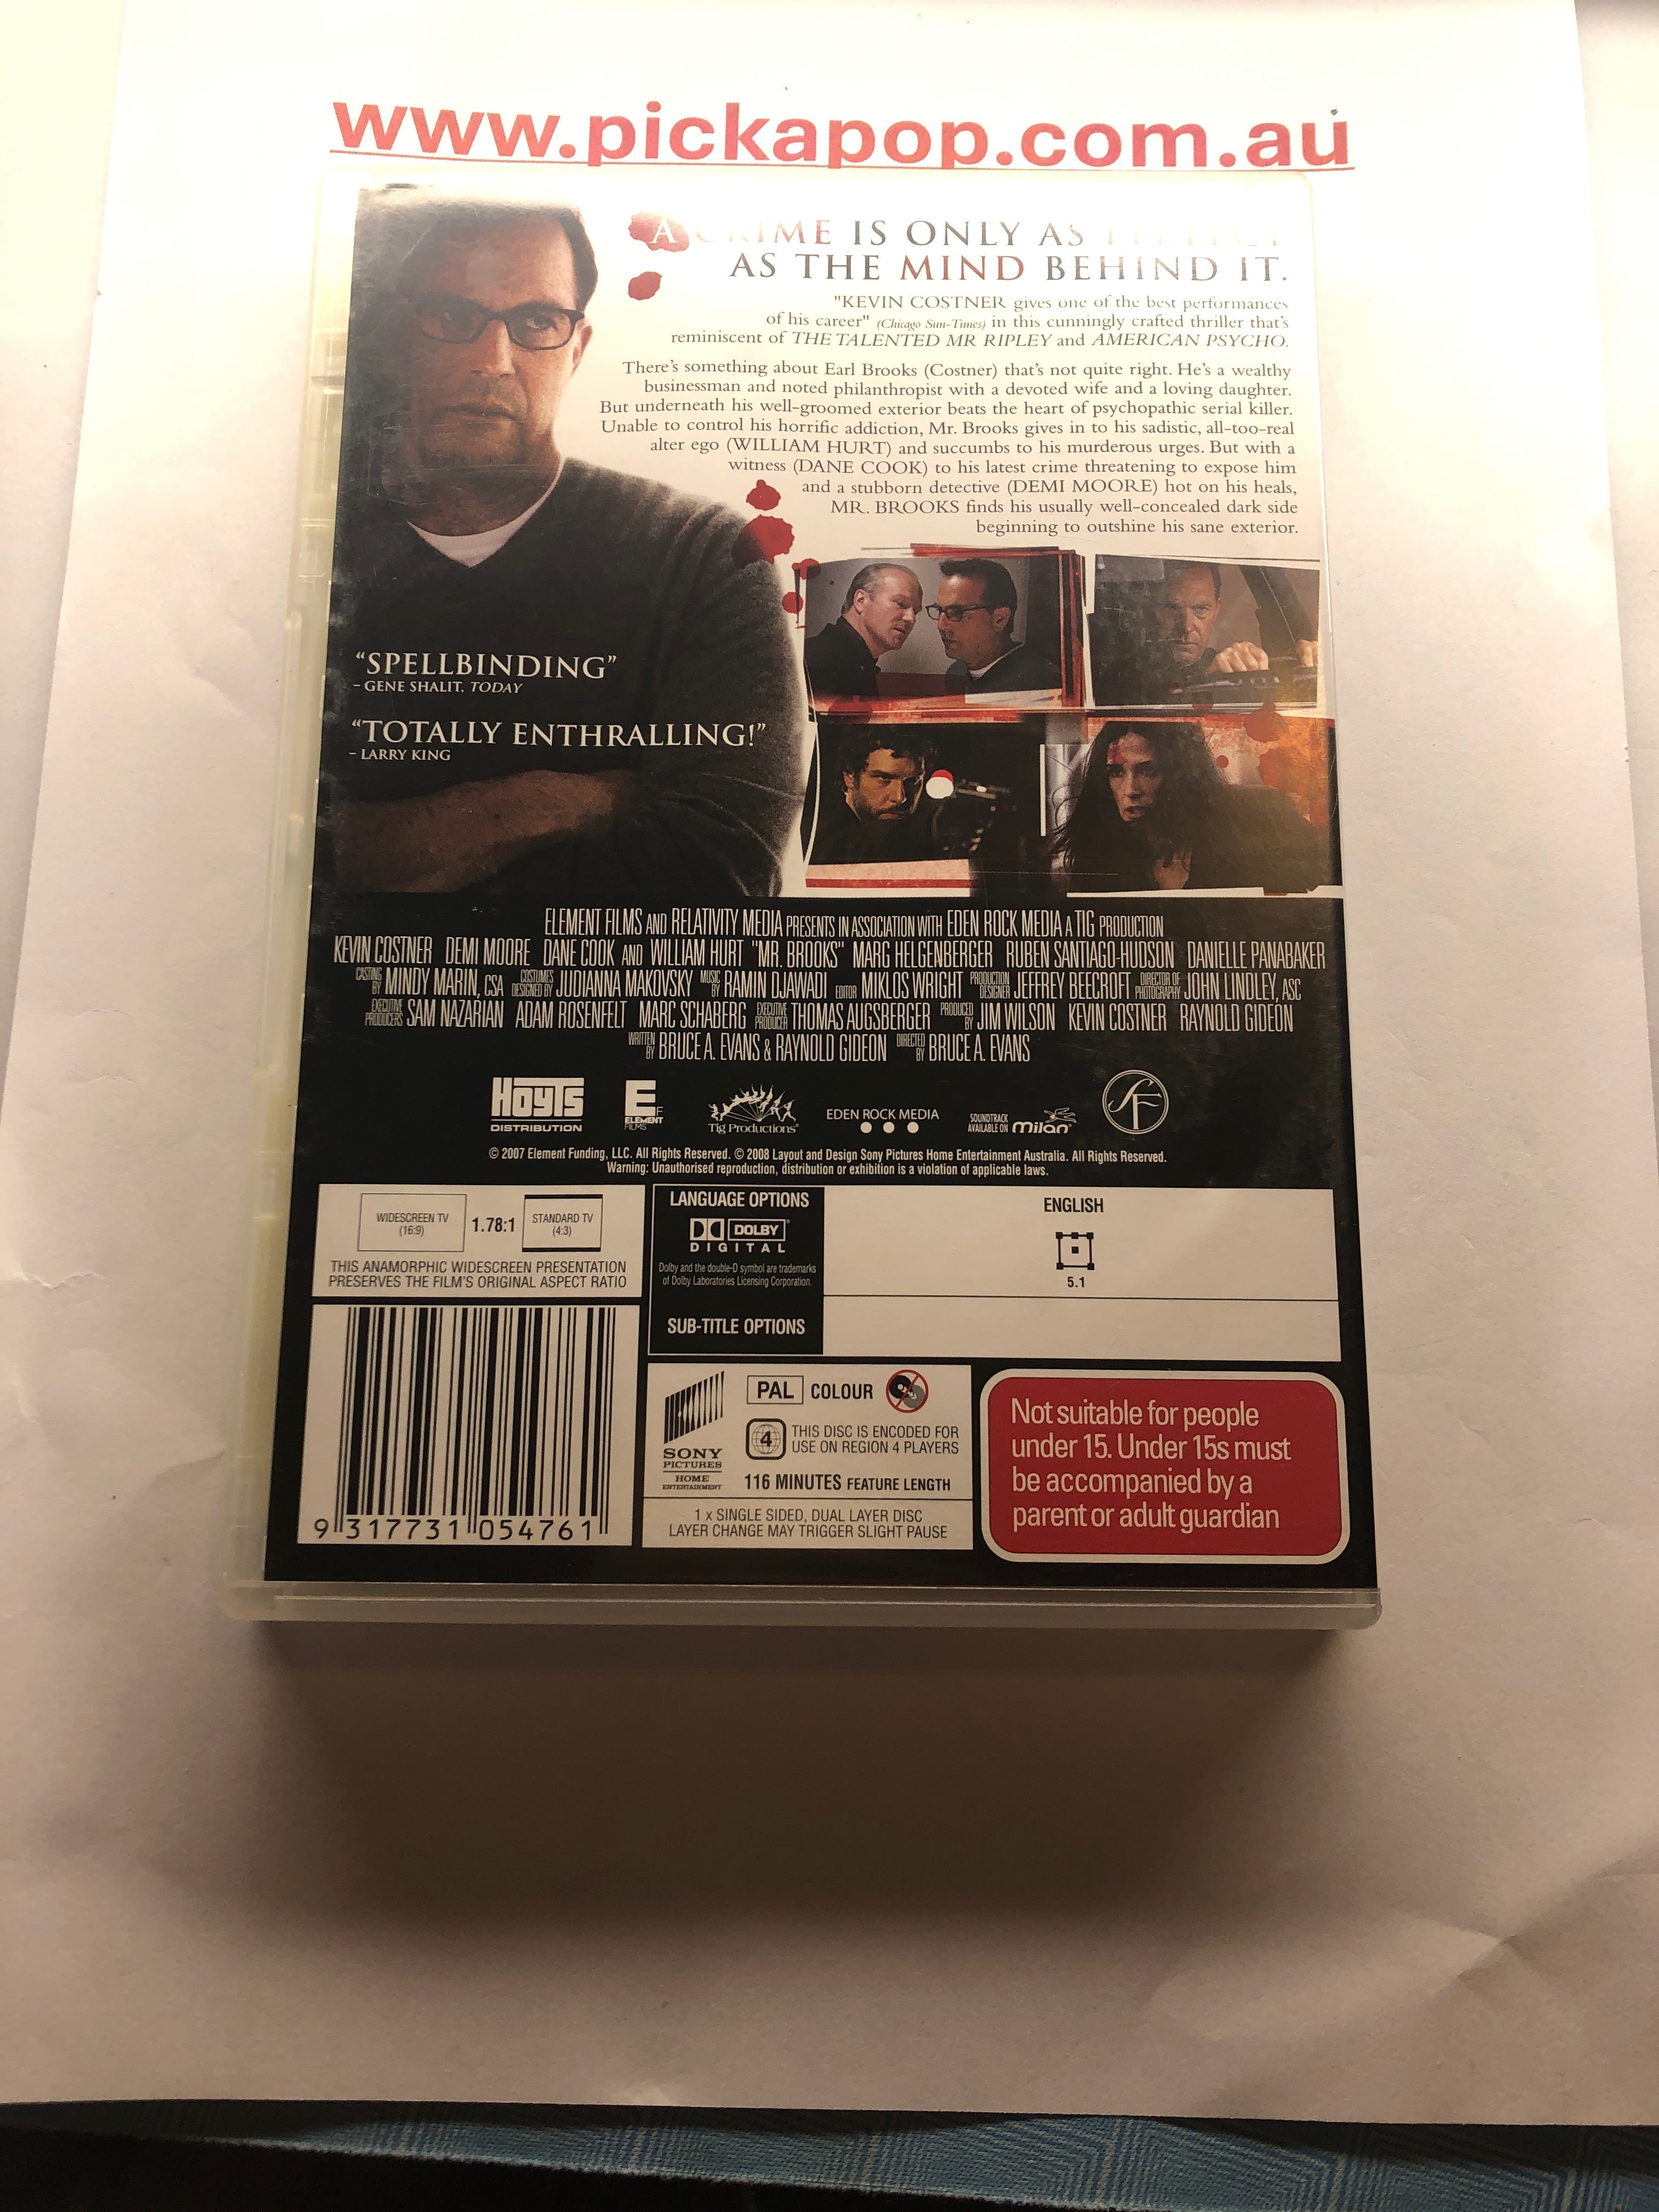 www.pickapop.com.au
A CRIME IS ONLY AS PERFECT
AS THE MIND BEHIND IT.
"KEVIN COSTNER gives one of the best performances
of his career" (Chicago Sun-Times) in this cunningly crafted thriller that's
reminiscent of THE TALENTED MR RIPLEY and AMERICAN PSYCHO.
There's something about Earl Brooks (Costner) that's not quite right. He's a wealthy
businessman and noted philanthropist with a devoted wife and a loving daughter.
But underneath his well-groomed exterior beats the heart of psychopathic serial killer.
Unable to control his horrific addiction, Mr. Brooks gives in to his sadistic, all-too-real
alter ego (WILLIAM HURT) and succumbs to his murderous urges. But with a
witness (DANE COOK) to his latest crime threatening to expose him
and a stubborn detective (DEMI MOORE) hot on his heals,
MR. BROOKS finds his usually well-concealed dark side
beginning to outshine his sane exterior.
"SPELLBINDING"
- GENE SHALIT, TODAY
"TOTALLY ENTHRALLING!"
- LARRY KING
ELEMENT FILMS AND RELATIVITY MEDIA PRESENTS IN ASSOCIATION WITH EDEN ROCK MEDIA A TIG PRODUCTION
KEVIN COSTNER DEMI MOORE DANE COOK AND WILLIAM HURT "MR. BROOKS" MARG HELGENBERGER RUBEN SANTIAGO-HUDSON DANIELLE PANABAKER
CASTING BY MINDY MARIN, CSA COSTUMES DESIGNED BY JUDIANNA MAKOVSKY MUSIC BY RAMIN DJAWADI EDITOR MIKLOS WRIGHT PRODUCTION DESIGNER JEFFREY BEECROFT DIRECTOR OF PHOTOGRAPHY JOHN LINDLEY, ASC
EXECUTIVE PRODUCERS SAM NAZARIAN ADAM ROSENFELT MARC SCHABERG EXECUTIVE PRODUCER THOMAS AUGSBERGER PRODUCED BY JIM WILSON KEVIN COSTNER RAYNOLD GIDEON
WRITTEN BY BRUCE A. EVANS & RAYNOLD GIDEON DIRECTED BY BRUCE A. EVANS
HOYTS
DISTRIBUTION
EF
ELEMENT
FILMS
Tig Productions
EDEN ROCK MEDIA
SOUNDTRACK
AVAILABLE ON milan
SF
© 2007 Element Funding, LLC. All Rights Reserved. © 2008 Layout and Design Sony Pictures Home Entertainment Australia. All Rights Reserved.
Warning: Unauthorised reproduction, distribution or exhibition is a violation of applicable laws.
WIDESCREEN TV
(16:9)
1.78:1
STANDARD TV
(4:3)
THIS ANAMORPHIC WIDESCREEN PRESENTATION
PRESERVES THE FILM'S ORIGINAL ASPECT RATIO
LANGUAGE OPTIONS
DOLBY
DIGITAL
Dolby and the double-D symbol are trademarks
of Dolby Laboratories Licensing Corporation.
ENGLISH
5.1
SUB-TITLE OPTIONS
9 317731 054761
SONY
PICTURES
HOME
ENTERTAINMENT
PAL COLOUR
4
THIS DISC IS ENCODED FOR
USE ON REGION 4 PLAYERS
116 MINUTES FEATURE LENGTH
1 x SINGLE SIDED, DUAL LAYER DISC
LAYER CHANGE MAY TRIGGER SLIGHT PAUSE
Not suitable for people
under 15. Under 15s must
be accompanied by a
parent or adult guardian